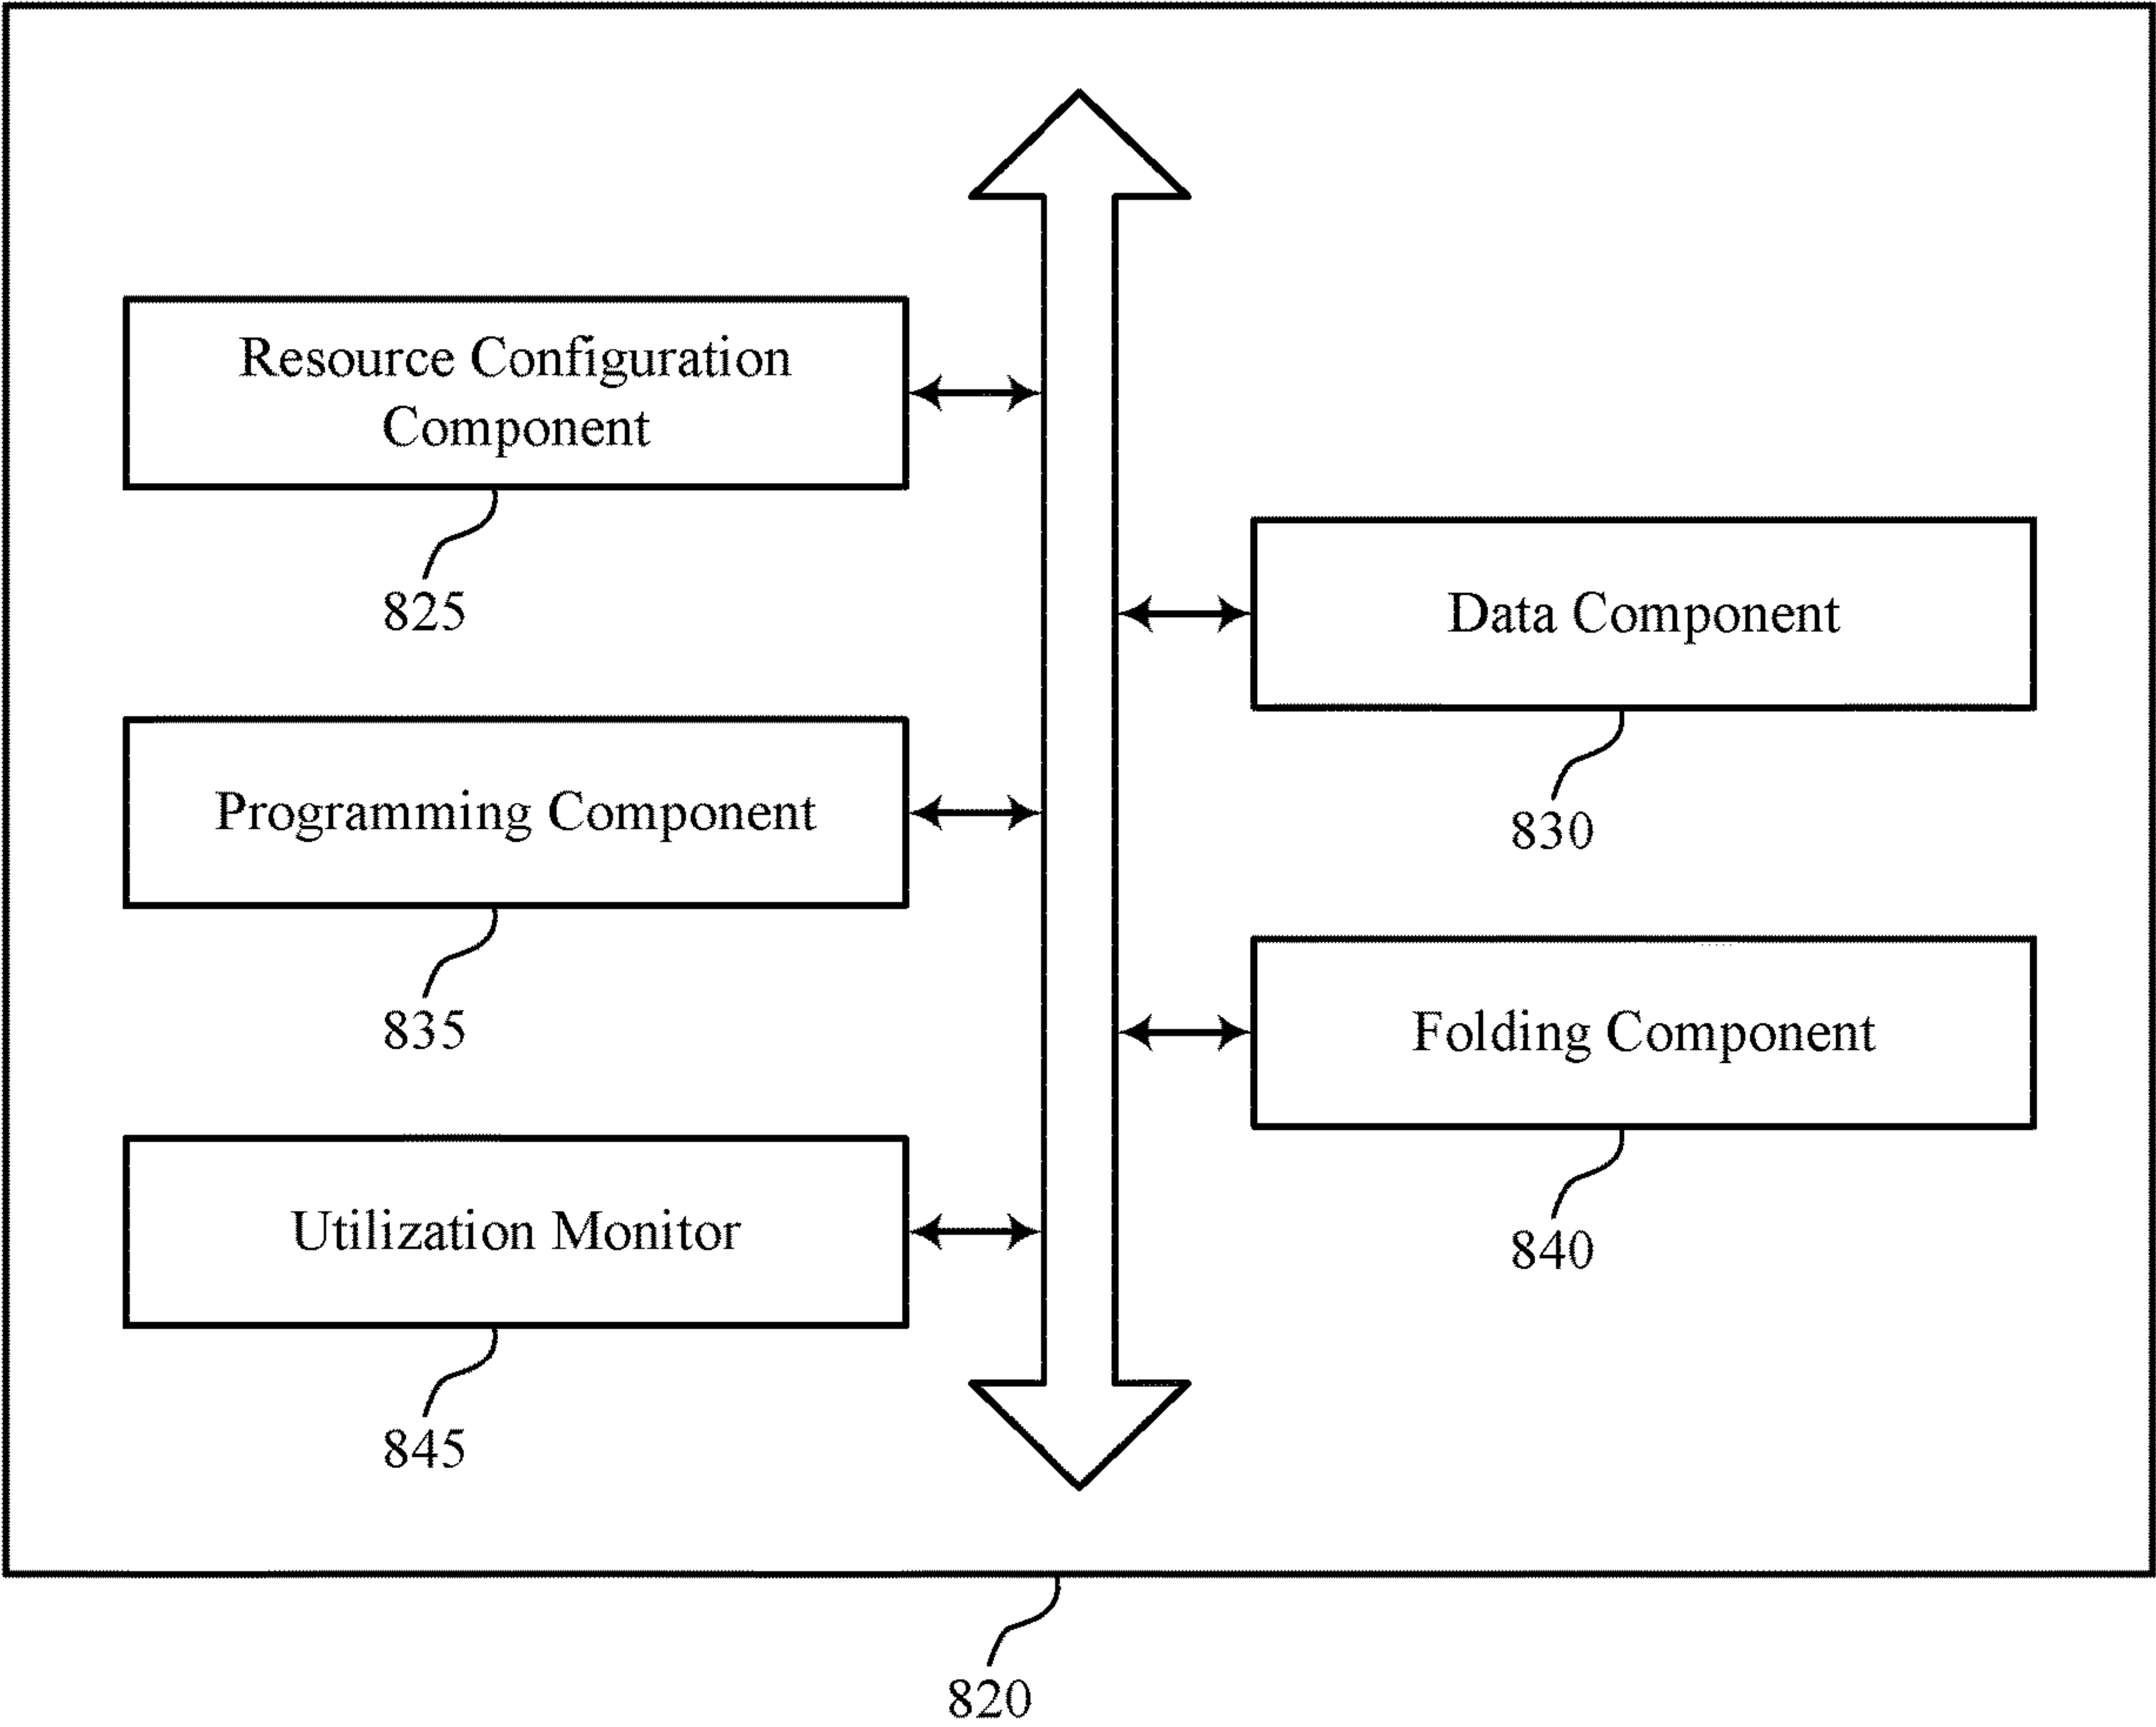 Resource Configuration
Component
825
Data Component
830
Programming Component
835
Folding Component
840
Utilization Monitor
845
820